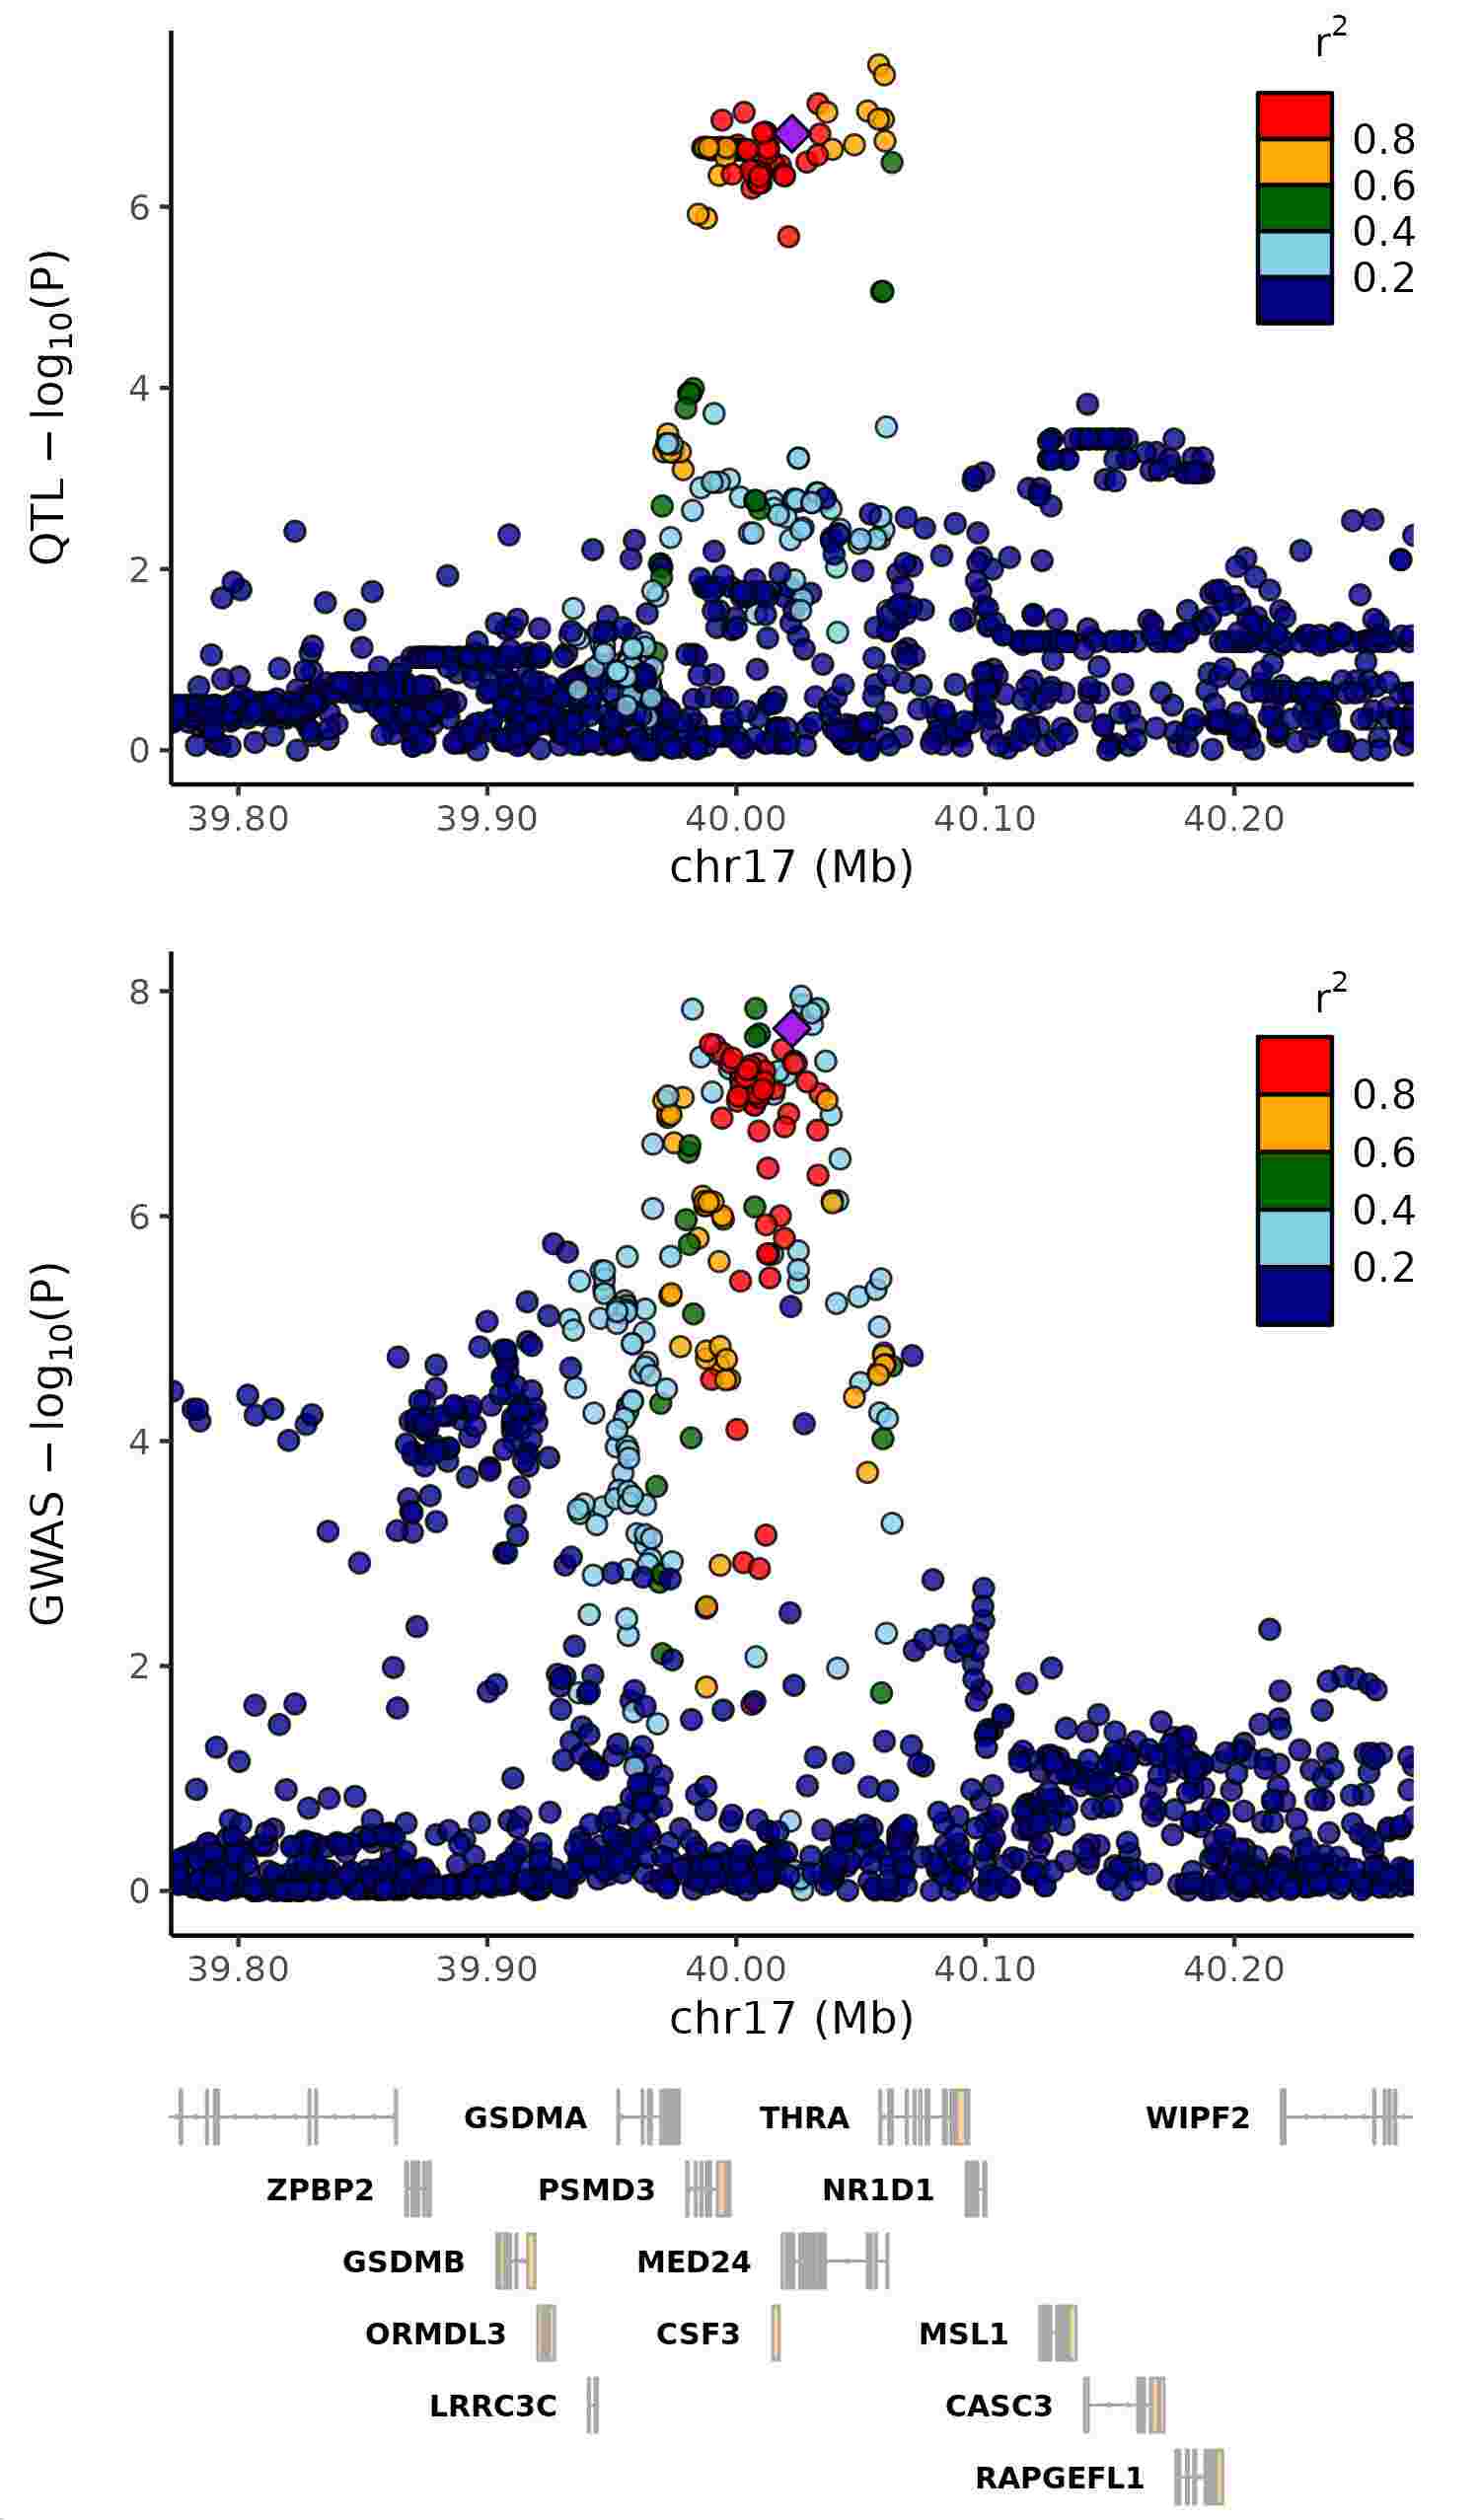 r²
0.8
0.6
0.4
0.2
QTL −log₁₀(P)
6
4
2
0
39.80 39.90 40.00 40.10 40.20
chr17 (Mb)
r²
0.8
0.6
0.4
0.2
GWAS −log₁₀(P)
8
6
4
2
0
39.80 39.90 40.00 40.10 40.20
chr17 (Mb)
GSDMA THRA WIPF2
ZPBP2 PSMD3 NR1D1
GSDMB MED24
ORMDL3 CSF3 MSL1
LRRC3C CASC3
RAPGEFL1